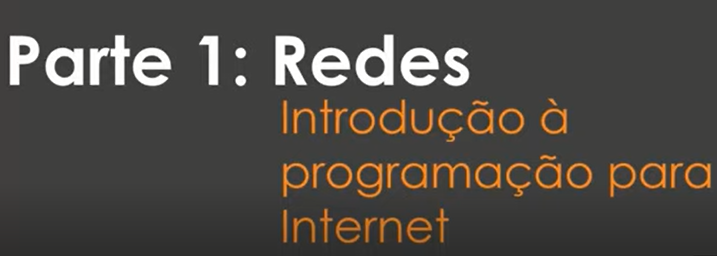 Parte 1: Redes
Introdução à
programação para
Internet